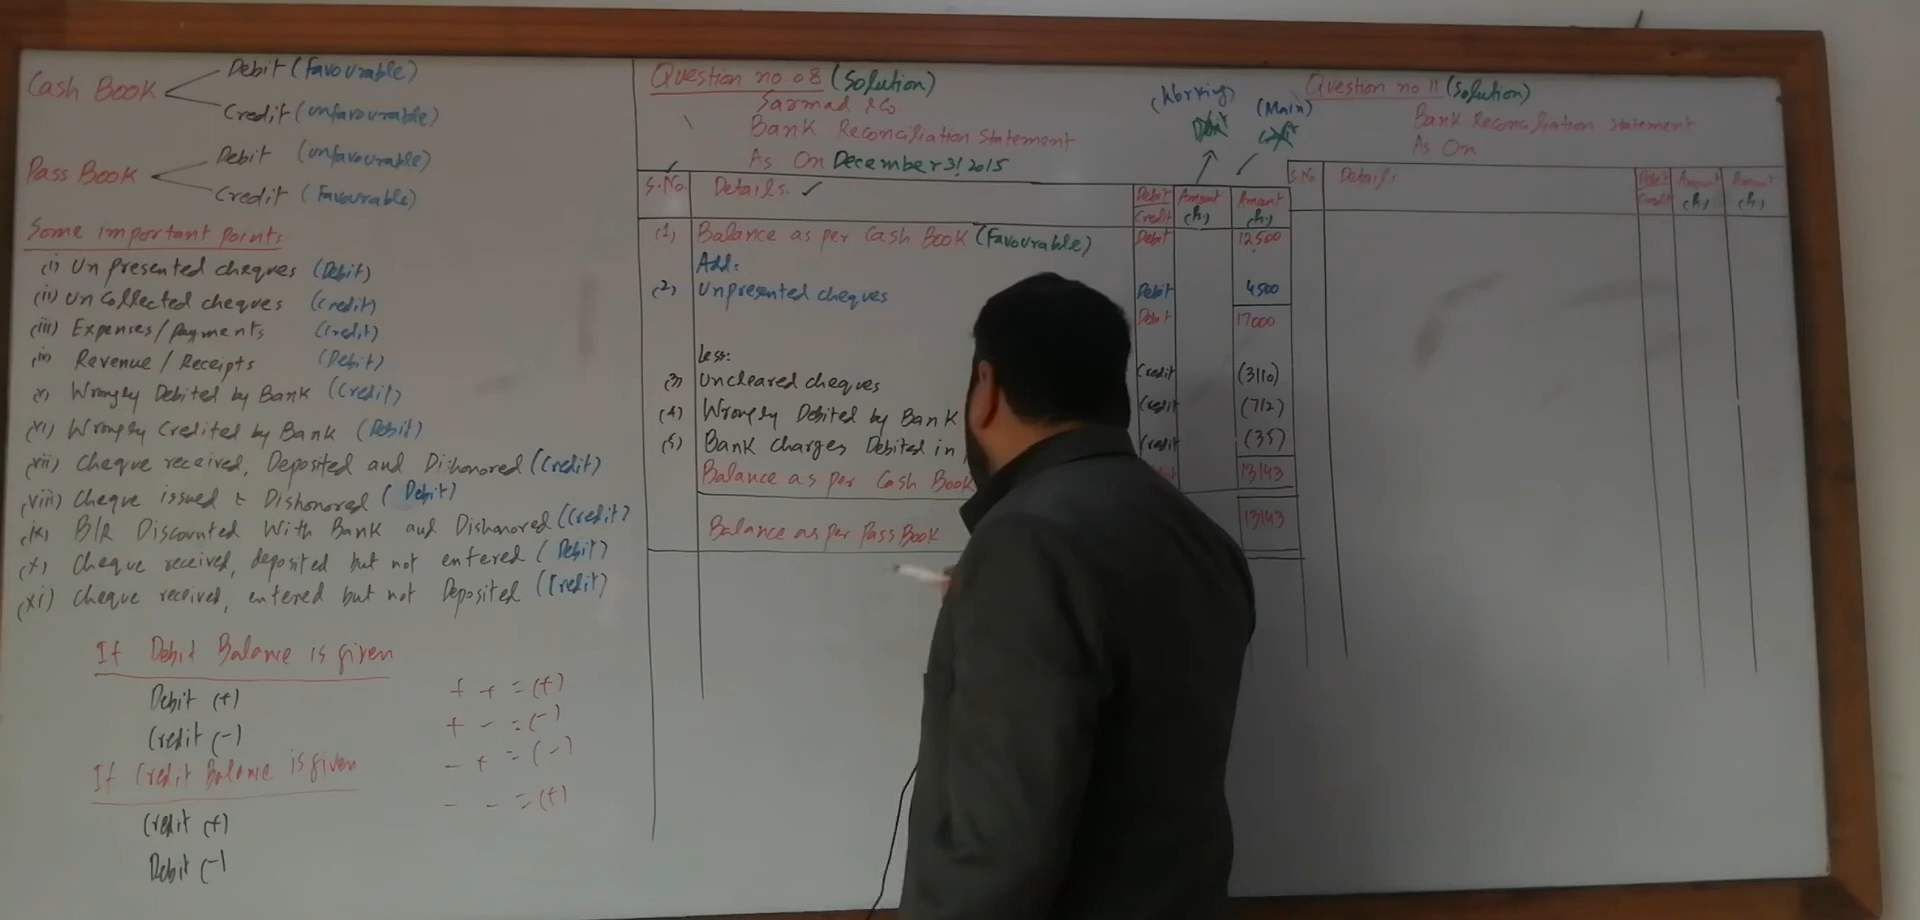 Cash Book
Debit (Favourable)
Credit (unfavourable)
Pass Book
Debit (unfavourable)
Credit (Favourable)
Some important points
(i) Un presented cheques (Debit)
(ii) Un Collected cheques (Credit)
(iii) Expenses/Payments (Credit)
(iv) Revenue / Receipts (Debit)
(v) Wrongly Debited by Bank (Credit)
(vi) Wrongly Credited by Bank (Debit)
(vii) Cheque received, Deposited and Dishonored (Credit)
(viii) Cheque issued & Dishonored (Debit)
(ix) B/R Discounted With Bank and Dishonored (Credit)
(x) Cheque received, deposited but not entered (Debit)
(xi) Cheque received, entered but not Deposited (Credit)
If Debit Balance is given
Debit (+)
Credit (-)
If Credit Balance is given
Credit (+)
Debit (-)
+ + = (+)
+ - = (-)
- + = (-)
- - = (+)
Question no. 08 (Solution)
Sarmad & Co
Bank Reconciliation Statement
As On December 31 2015
(Working)
(Main)
S.No. Details Debit Credit Amount (Rs) Amount (Rs)
(1) Balance as per Cash Book (Favourable) Debit 12500
Add:
(2) Unpresented cheques Debit 4500
Debit 17000
Less:
(3) Uncleared cheques Credit (3110)
(4) Wrongly Debited by Bank Credit (712)
(5) Bank Charges Debited in Credit (35)
Balance as per Cash Book 13143
Balance as per Pass Book 13143
Question no 11 (Solution)
Bank Reconciliation Statement
As On
S.No Details Debit Credit Amount (Rs) Amount (Rs)